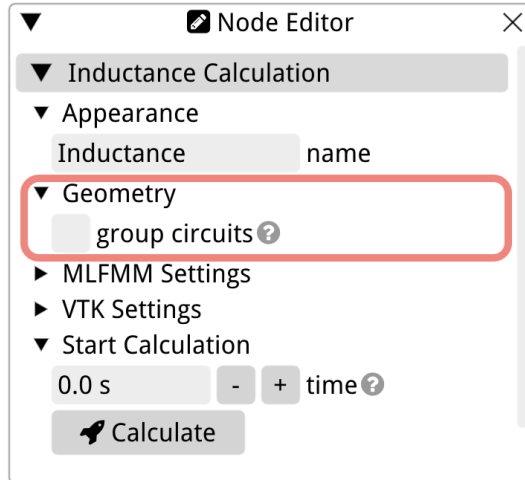 Node Editor
Inductance Calculation
Appearance
Inductance name
Geometry
group circuits ?
MLFMM Settings
VTK Settings
Start Calculation
0.0 s - + time ?
Calculate